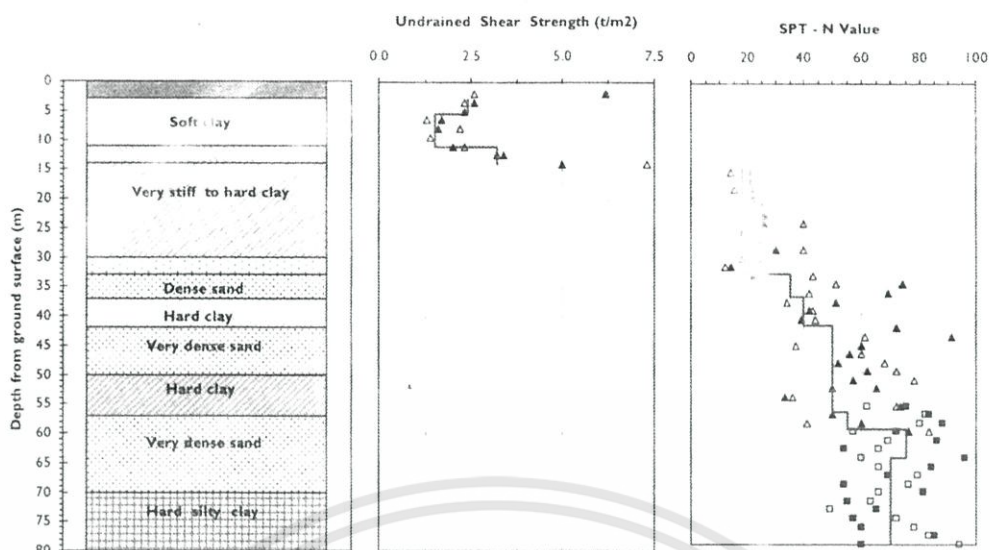 Undrained Shear Strength (t/m2)
SPT - N Value
0.0 2.5 5.0 7.5
0 20 40 60 80 100
Depth from ground surface (m)
0
5
10
15
20
25
30
35
40
45
50
55
60
65
70
75
80
Soft clay
Very stiff to hard clay
Dense sand
Hard clay
Very dense sand
Hard clay
Very dense sand
Hard silty clay